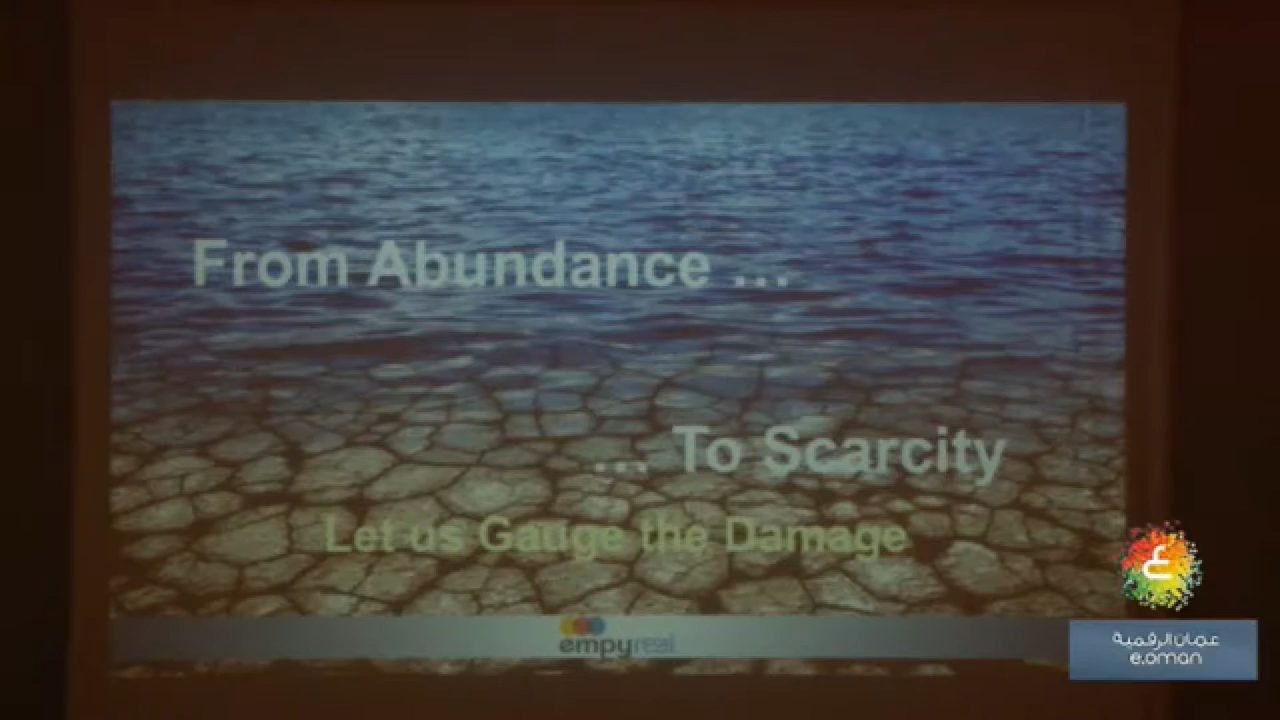 From Abundance ...
... To Scarcity
Let us Gauge the Damage
empyreal
ع
عمان الرقمية
e.oman